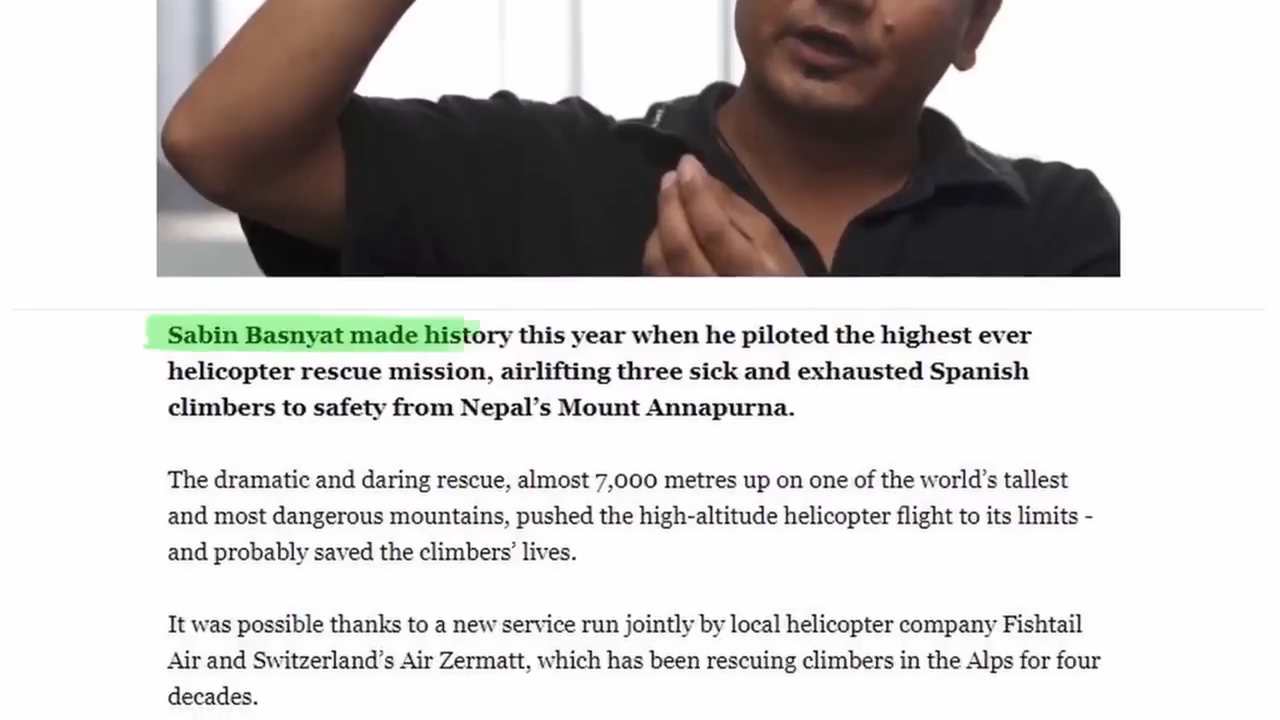 Sabin Basnyat made history this year when he piloted the highest ever
helicopter rescue mission, airlifting three sick and exhausted Spanish
climbers to safety from Nepal’s Mount Annapurna.
The dramatic and daring rescue, almost 7,000 metres up on one of the world’s tallest
and most dangerous mountains, pushed the high-altitude helicopter flight to its limits -
and probably saved the climbers’ lives.
It was possible thanks to a new service run jointly by local helicopter company Fishtail
Air and Switzerland’s Air Zermatt, which has been rescuing climbers in the Alps for four
decades.